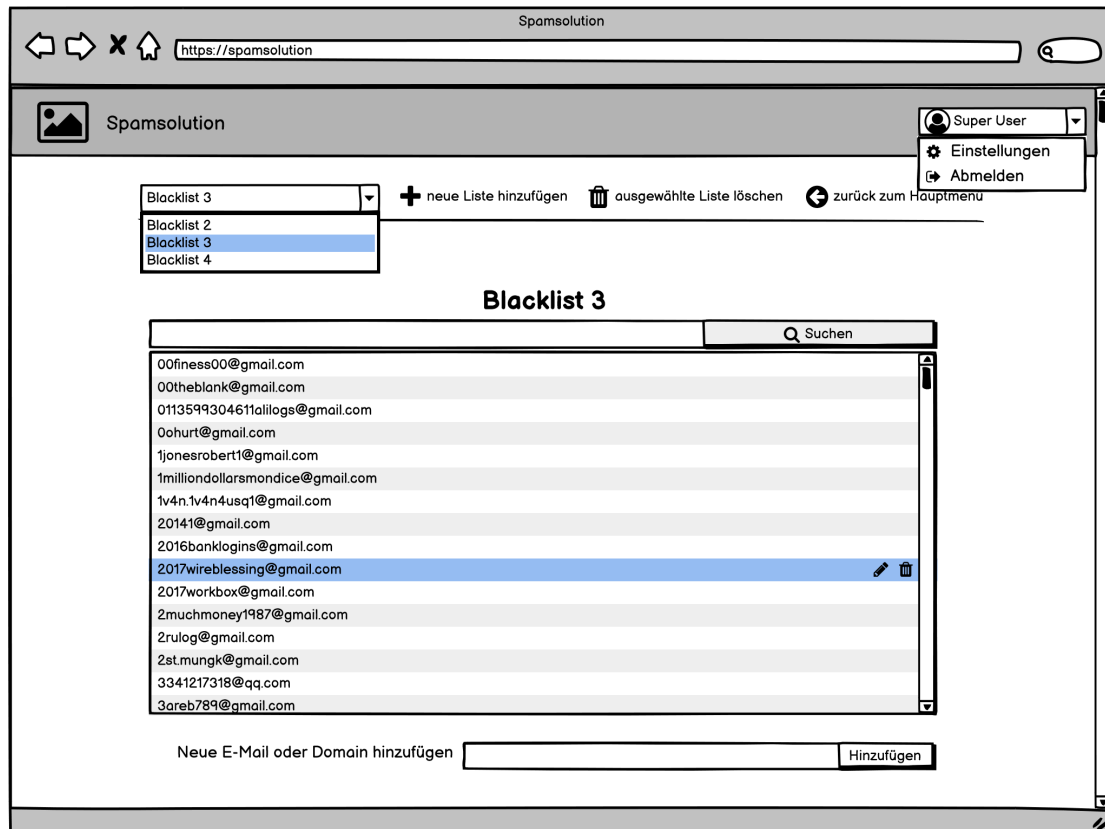 Spamsolution
https://spamsolution
Spamsolution
Super User
Einstellungen
Abmelden
Blacklist 3
neue Liste hinzufügen
ausgewählte Liste löschen
zurück zum Hauptmenü
Blacklist 2
Blacklist 3
Blacklist 4
Blacklist 3
Suchen
00finess00@gmail.com
00theblank@gmail.com
0113599304611alilogs@gmail.com
0ohurt@gmail.com
1jonesrobert1@gmail.com
1milliondollarsmondice@gmail.com
1v4n.1v4n4usq1@gmail.com
20141@gmail.com
2016banklogins@gmail.com
2017wireblessing@gmail.com
2017workbox@gmail.com
2muchmoney1987@gmail.com
2rulog@gmail.com
2st.mungk@gmail.com
3341217318@qq.com
3areb789@gmail.com
Neue E-Mail oder Domain hinzufügen
Hinzufügen